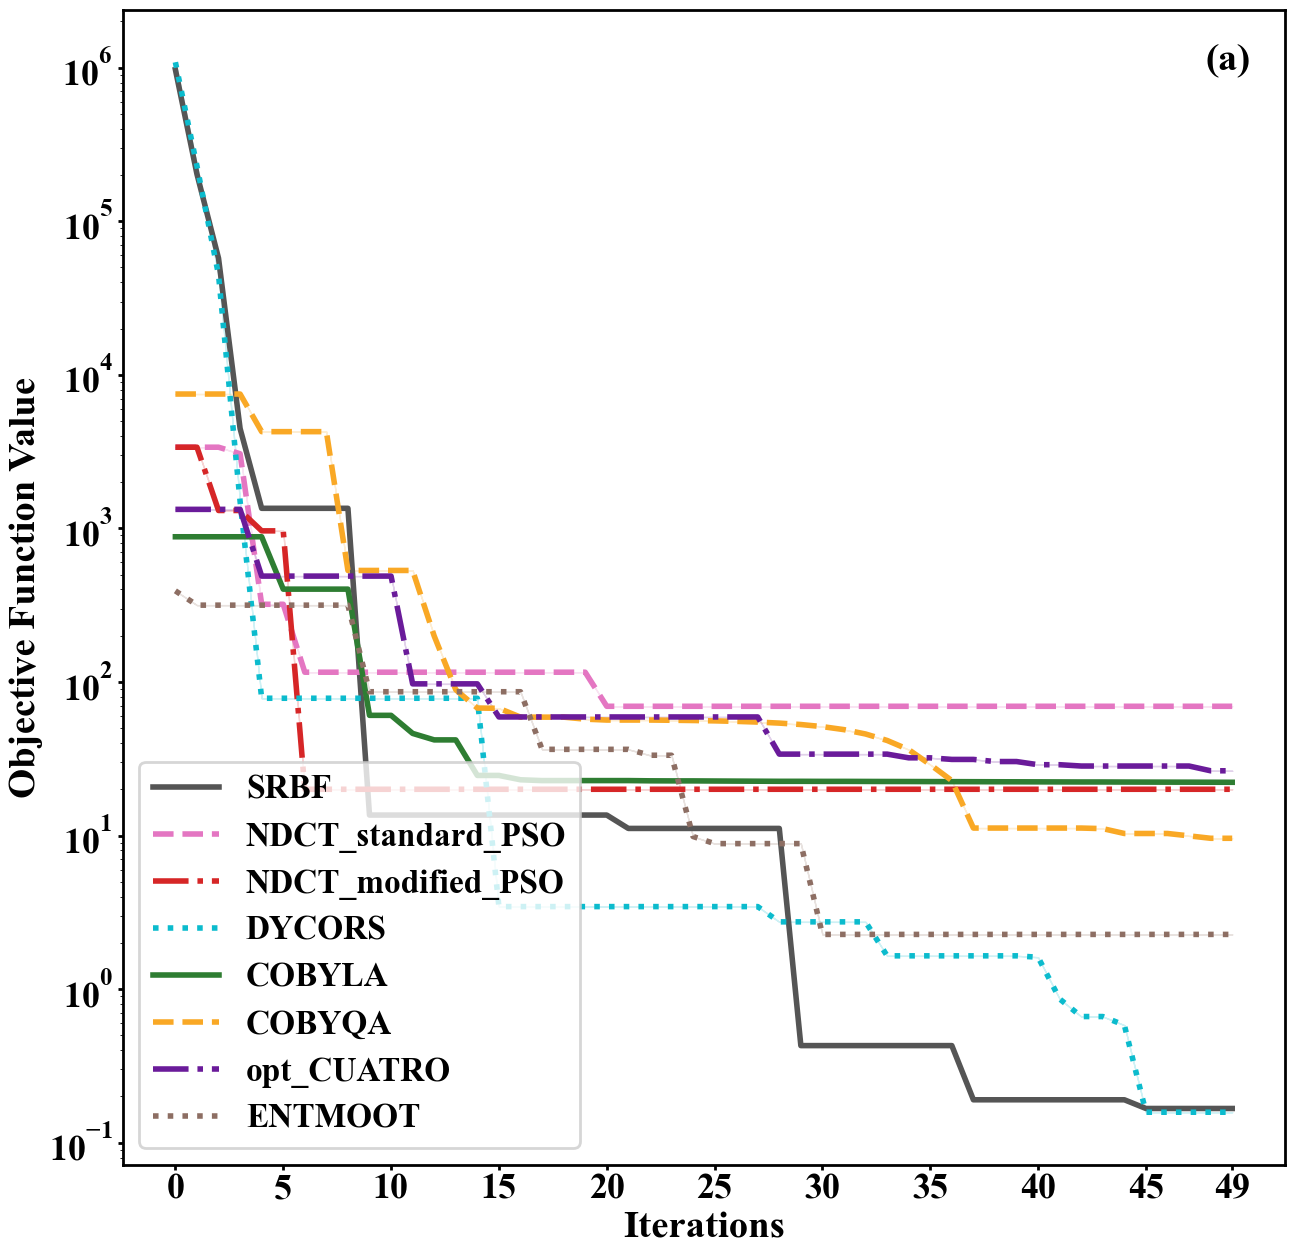 (a)
Objective Function Value
10^6
10^5
10^4
10^3
10^2
10^1
10^0
10^−1
SRBF
NDCT_standard_PSO
NDCT_modified_PSO
DYCORS
COBYLA
COBYQA
opt_CUATRO
ENTMOOT
0 5 10 15 20 25 30 35 40 45 49
Iterations